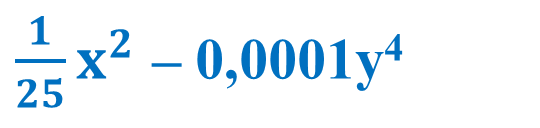 1/25 x² – 0,0001y⁴